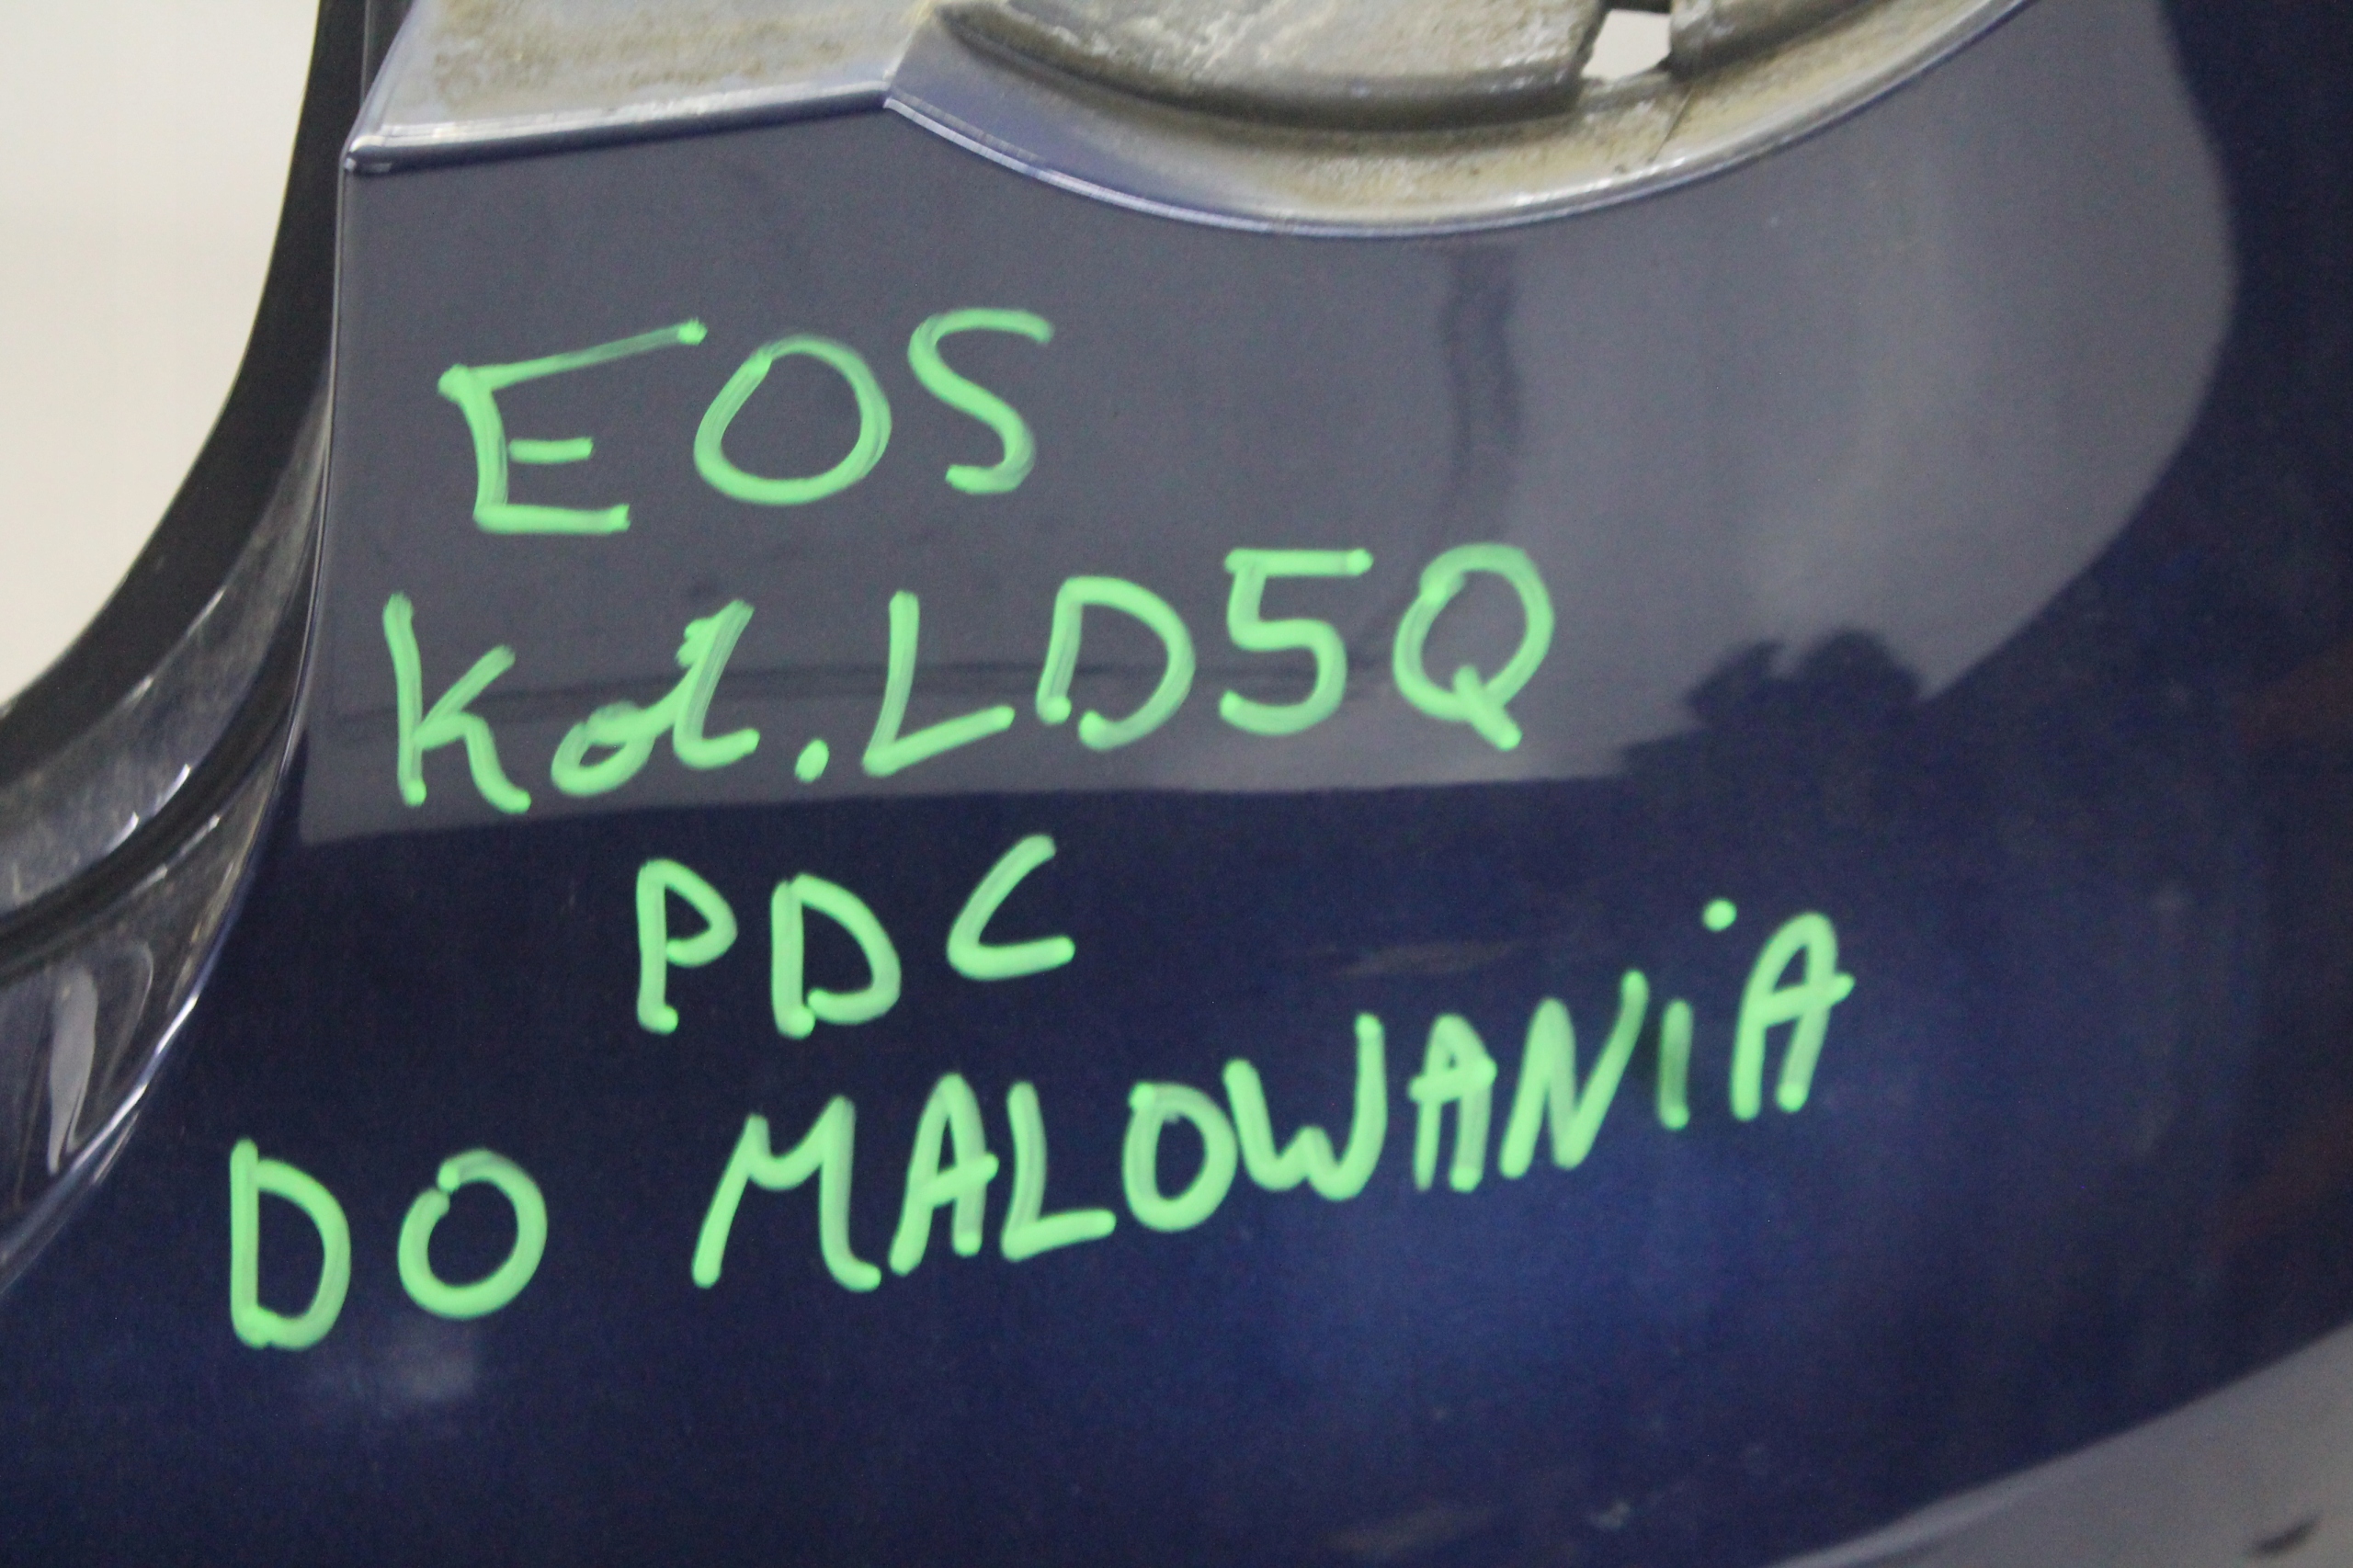 EOS
Kol. LD5Q
PDC
DO MALOWANiA